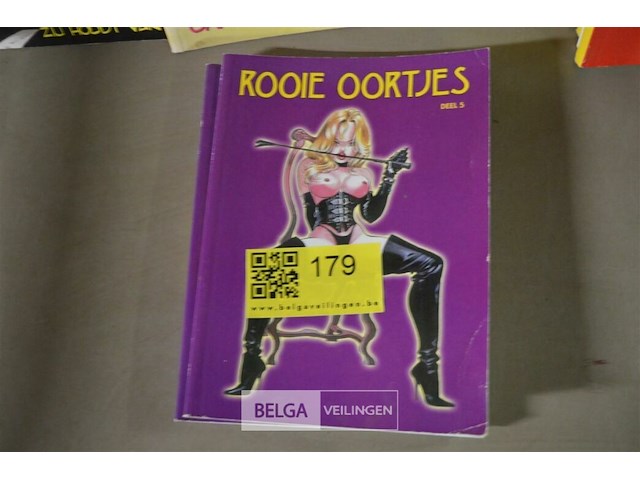 ROOIE OORTJES
DEEL 5
179
www.belgaveilingen.be
BELGA VEILINGEN